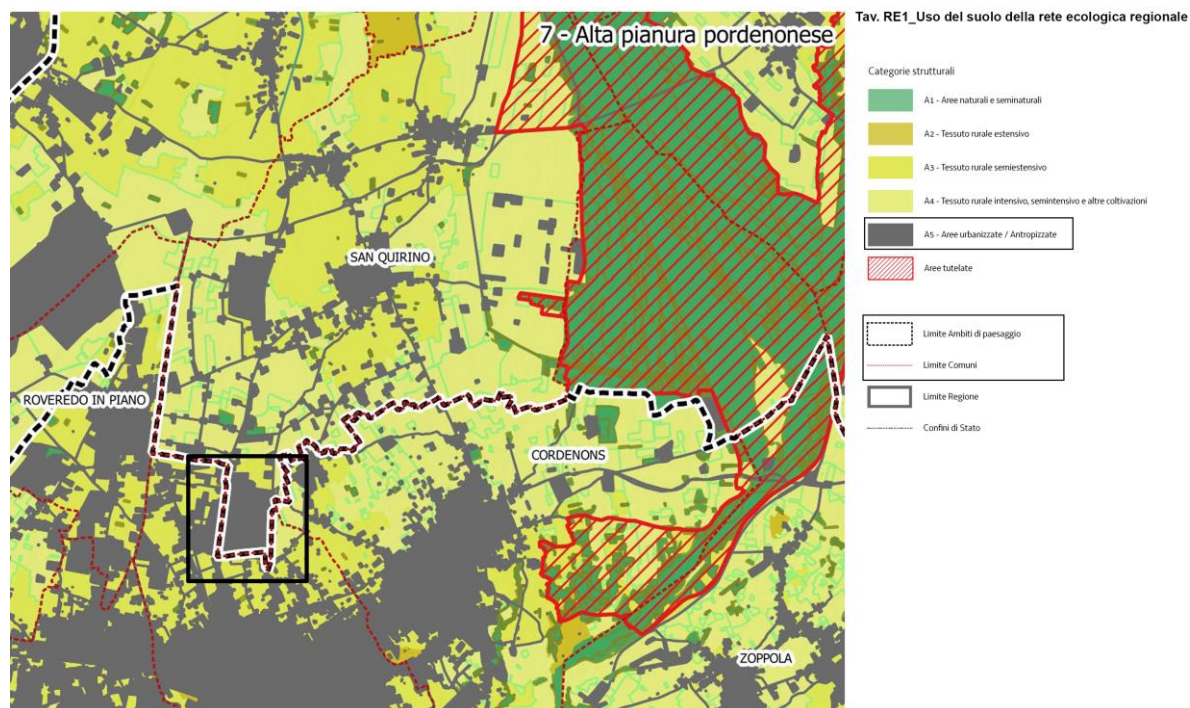 Tav. RE1_Uso del suolo della rete ecologica regionale
7 - Alta pianura pordenonese
SAN QUIRINO
ROVEREDO IN PIANO
CORDENONS
ZOPPOLA
Categorie strutturali
A1 - Aree naturali e seminaturali
A2 - Tessuto rurale estensivo
A3 - Tessuto rurale semiestensivo
A4 - Tessuto rurale intensivo, semintensivo e altre coltivazioni
A5 - Aree urbanizzate / Antropizzate
Aree tutelate
Limite Ambiti di paesaggio
Limite Comuni
Limite Regione
Confini di Stato